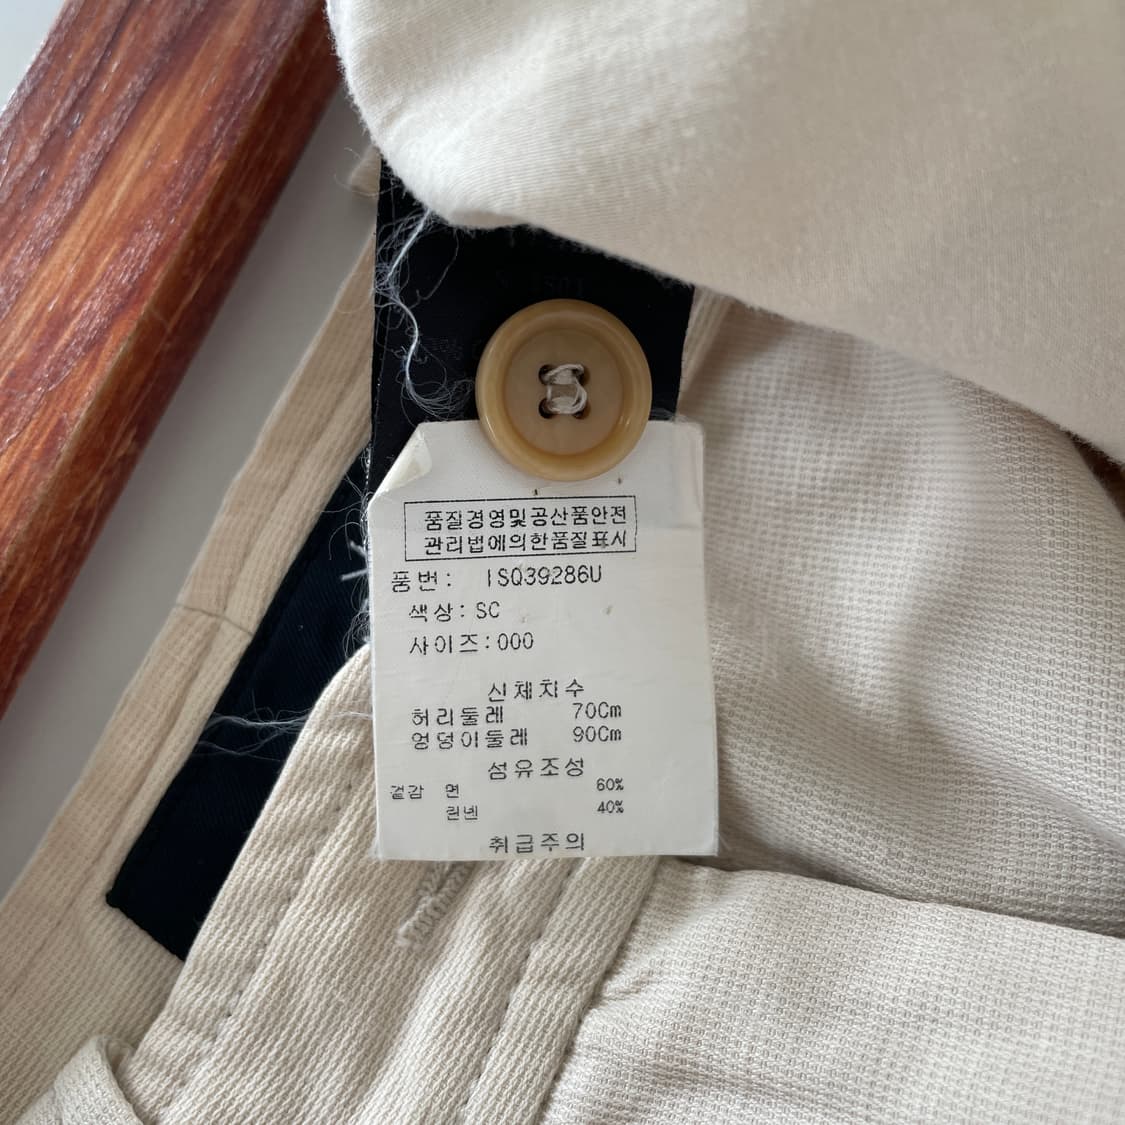 품질경영및공산품안전
관리법에의한품질표시
품번: ISQ39286U
색상: SC
사이즈: 000
신체치수
허리둘레 70Cm
엉덩이둘레 90Cm
섬유조성
겉감 면 60%
린넨 40%
취급주의